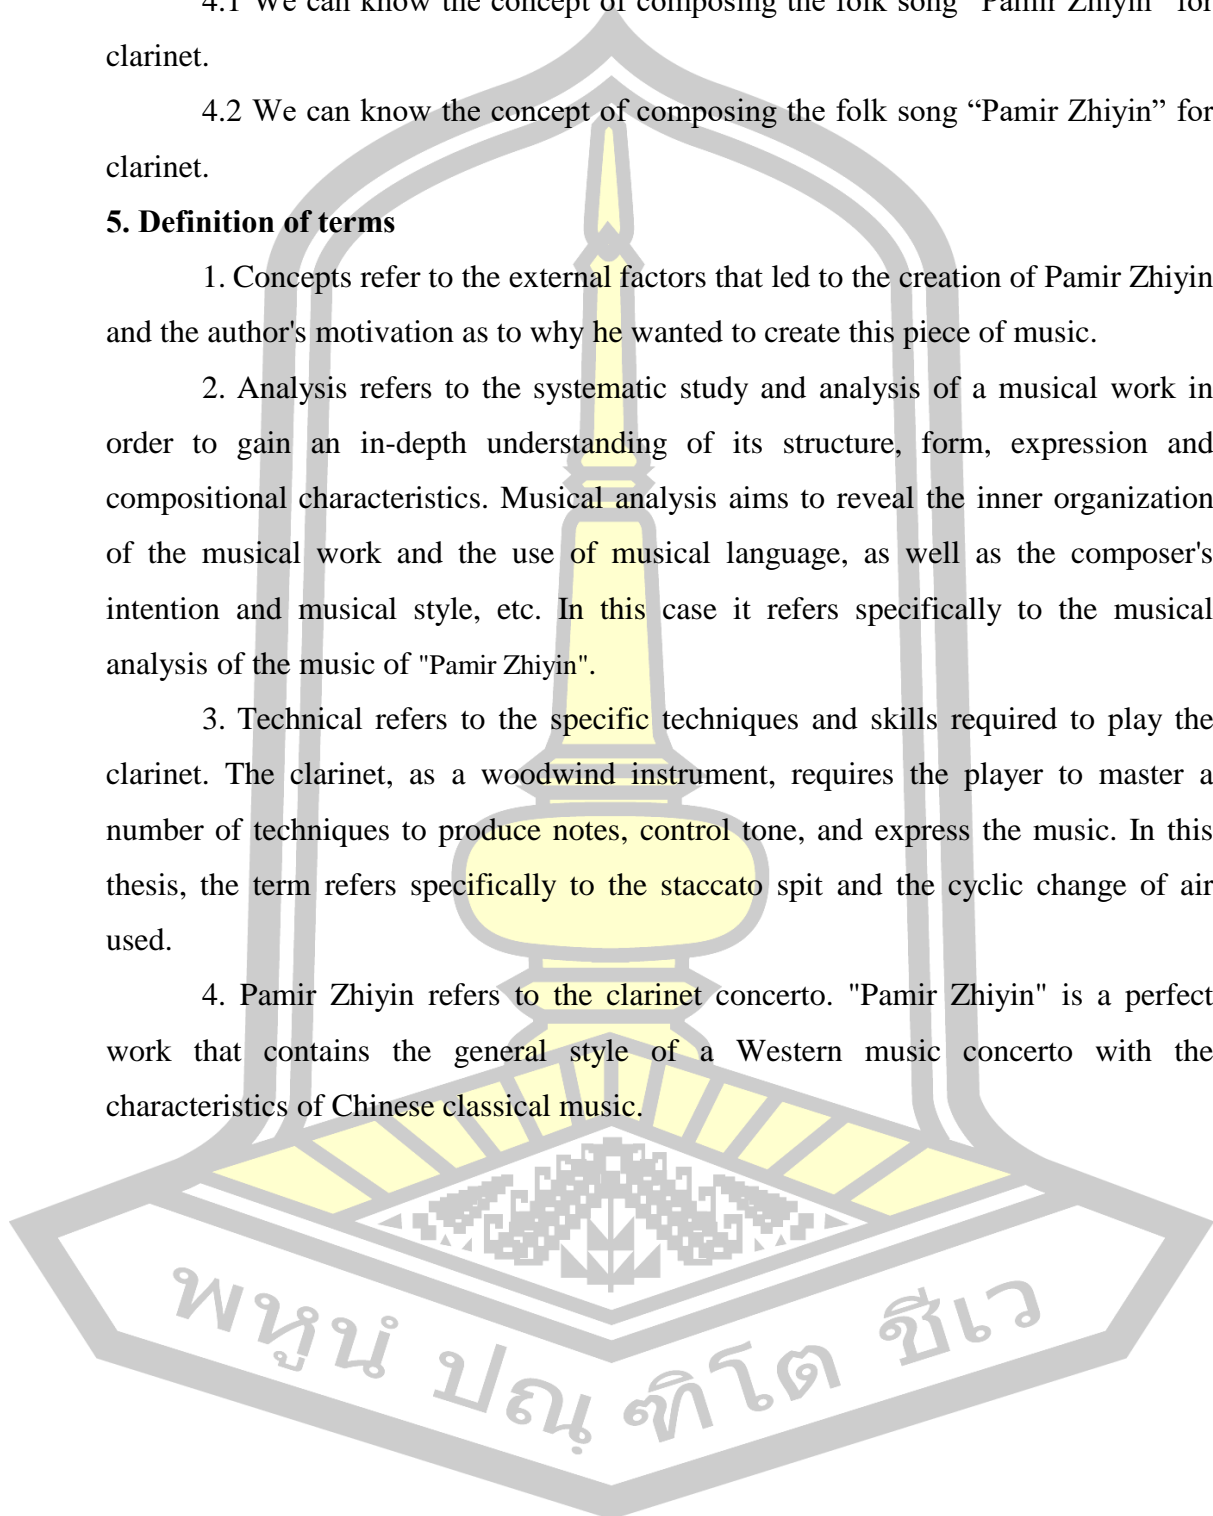 4.1 We can know the concept of composing the folk song “Pamir Zhiyin” for
clarinet.
4.2 We can know the concept of composing the folk song “Pamir Zhiyin” for
clarinet.
5. Definition of terms
1. Concepts refer to the external factors that led to the creation of Pamir Zhiyin
and the author's motivation as to why he wanted to create this piece of music.
2. Analysis refers to the systematic study and analysis of a musical work in
order to gain an in-depth understanding of its structure, form, expression and
compositional characteristics. Musical analysis aims to reveal the inner organization
of the musical work and the use of musical language, as well as the composer's
intention and musical style, etc. In this case it refers specifically to the musical
analysis of the music of "Pamir Zhiyin".
3. Technical refers to the specific techniques and skills required to play the
clarinet. The clarinet, as a woodwind instrument, requires the player to master a
number of techniques to produce notes, control tone, and express the music. In this
thesis, the term refers specifically to the staccato spit and the cyclic change of air
used.
4. Pamir Zhiyin refers to the clarinet concerto. "Pamir Zhiyin" is a perfect
work that contains the general style of a Western music concerto with the
characteristics of Chinese classical music.
พหูนํ ปณฺฑิโต ชีเว